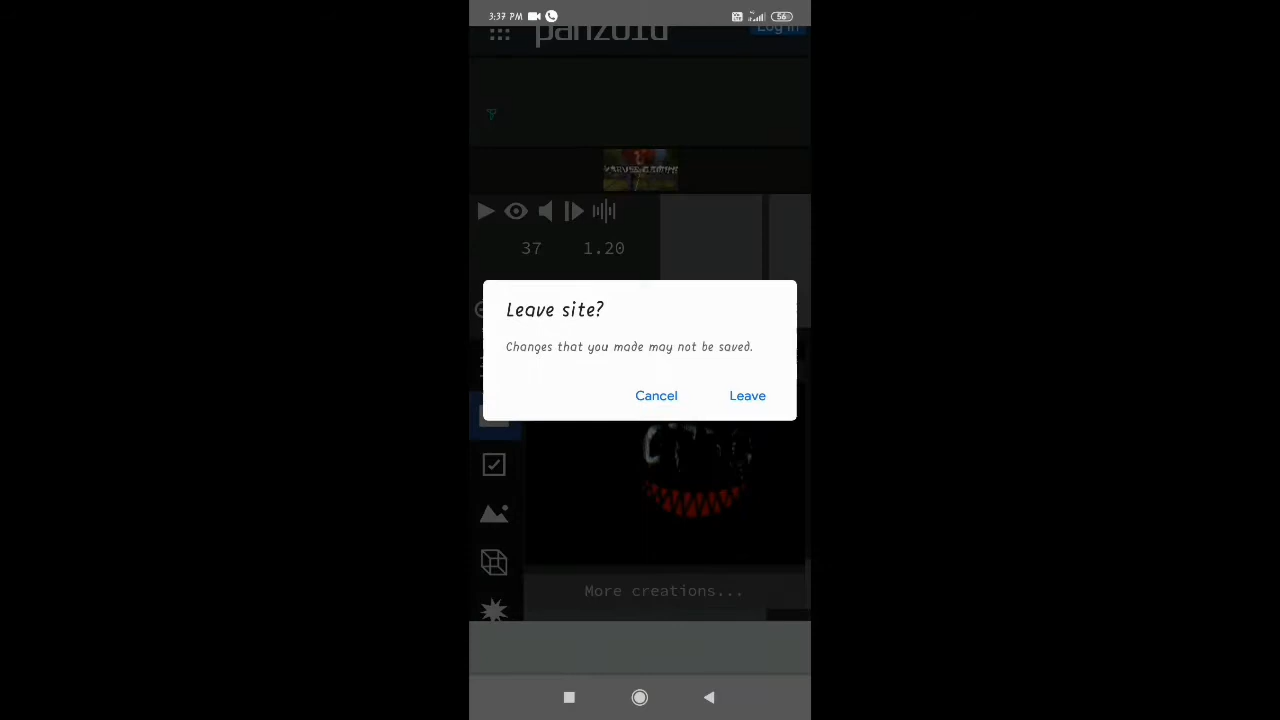 3:37 PM 56
panzoid Log in
37 1.20
Leave site?
Changes that you made may not be saved.
Cancel Leave
More creations...